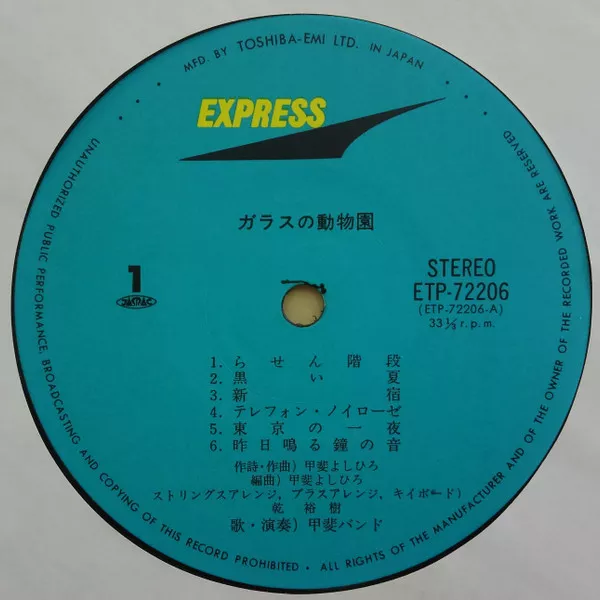 MFD. BY TOSHIBA-EMI LTD. IN JAPAN
EXPRESS
ガラスの動物園
1
JASRAC
STEREO
ETP-72206
(ETP-72206-A)
33⅓ r.p.m.
1. らせん階段
2. 黒い夏
3. 新宿
4. テレフォン・ノイローゼ
5. 東京の一夜
6. 昨日鳴る鐘の音
作詩・作曲) 甲斐よしひろ
編曲) 甲斐よしひろ
ストリングスアレンジ, ブラスアレンジ, キイボード)
乾 裕樹
歌・演奏) 甲斐バンド
UNAUTHORIZED PUBLIC PERFORMANCE, BROADCASTING AND COPYING OF THIS RECORD PROHIBITED • ALL RIGHTS OF THE MANUFACTURER AND OF THE OWNER OF THE RECORDED WORK ARE RESERVED